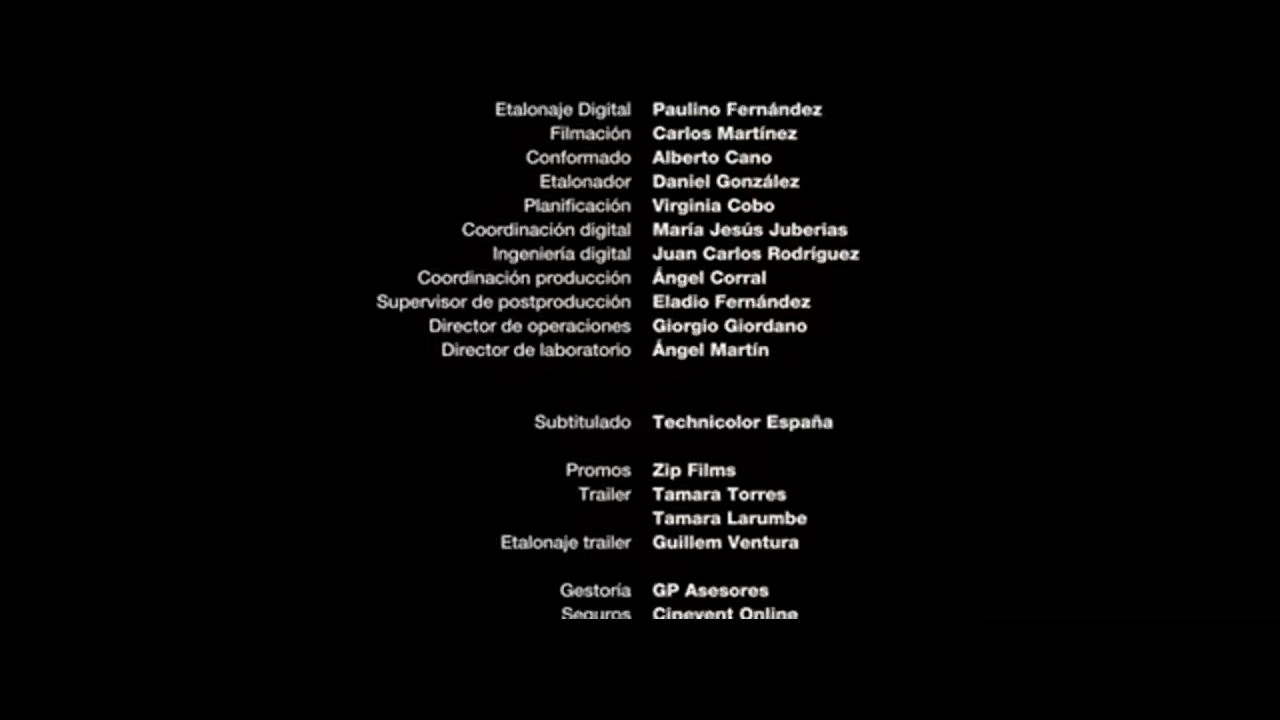 Etalonaje Digital Paulino Fernández
Filmación Carlos Martínez
Conformado Alberto Cano
Etalonador Daniel González
Planificación Virginia Cobo
Coordinación digital María Jesús Juberias
Ingeniería digital Juan Carlos Rodríguez
Coordinación producción Ángel Corral
Supervisor de postproducción Eladio Fernández
Director de operaciones Giorgio Giordano
Director de laboratorio Ángel Martín
Subtitulado Technicolor España
Promos Zip Films
Trailer Tamara Torres
Tamara Larumbe
Etalonaje trailer Guillem Ventura
Gestoría GP Asesores
Seguros Cinevent Online